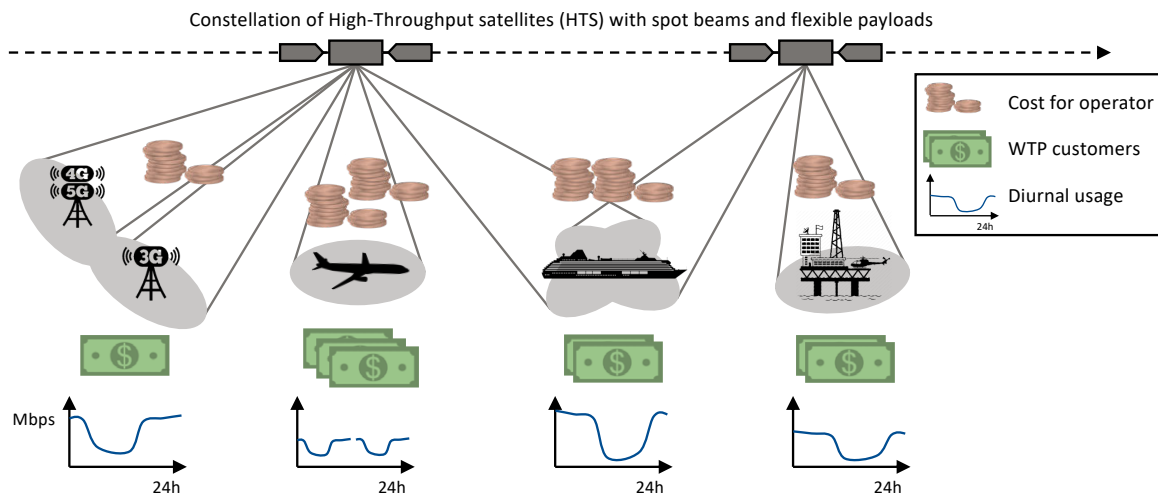 Constellation of High-Throughput satellites (HTS) with spot beams and flexible payloads
Cost for operator
$
WTP customers
24h
Diurnal usage
4G
5G
3G
$
$
$
$
Mbps
24h
24h
24h
24h